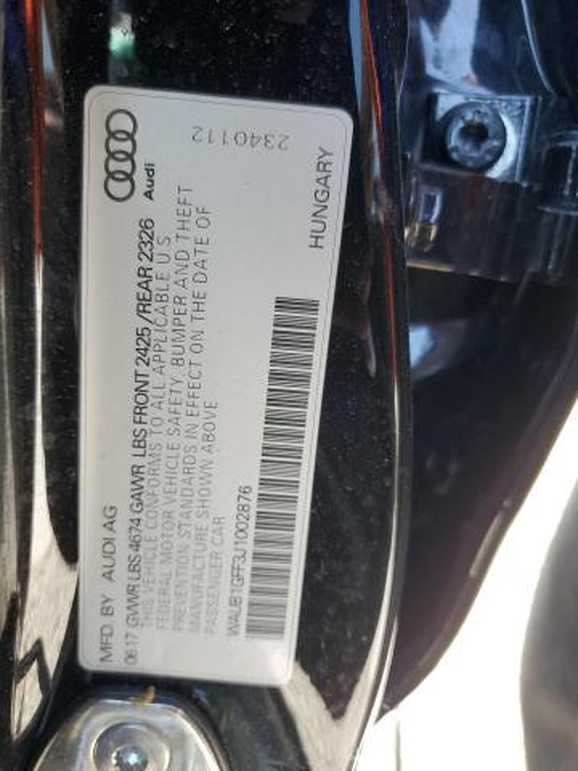 MFD. BY AUDI AG
06 17 GVWR LBS 4674 GAWR LBS FRONT 2425 / REAR 2326
THIS VEHICLE CONFORMS TO ALL APPLICABLE U S
FEDERAL MOTOR VEHICLE SAFETY, BUMPER AND THEFT
PREVENTION STANDARDS IN EFFECT ON THE DATE OF
MANUFACTURE SHOWN ABOVE
PASSENGER CAR
WAUB1GFF3J1002876
Audi
2340112
HUNGARY